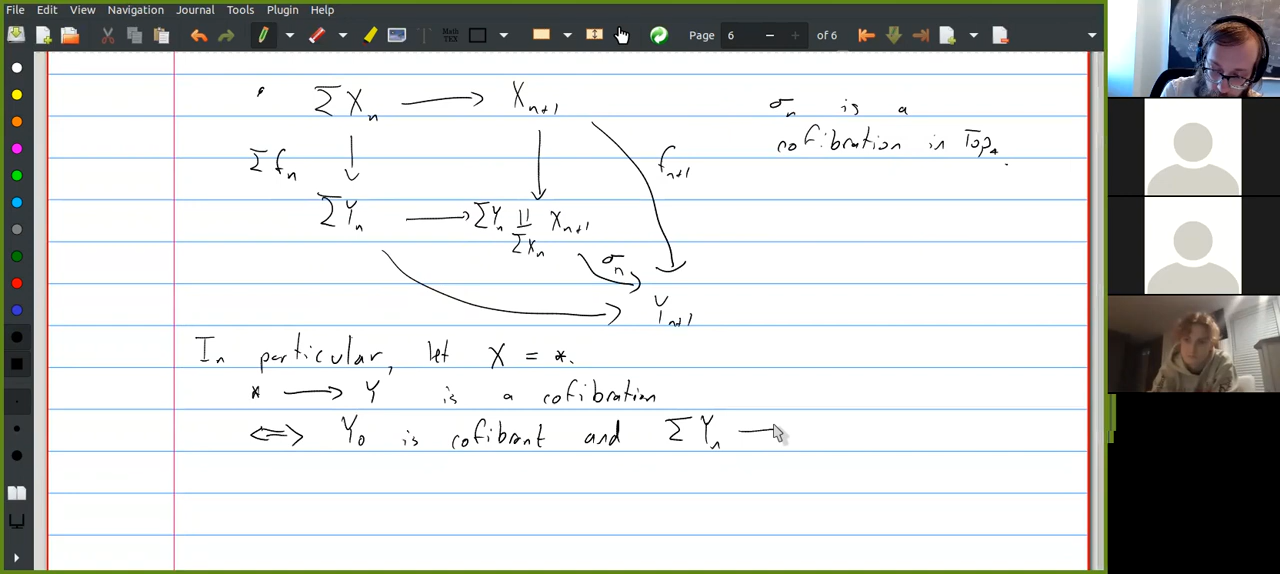 File Edit View Navigation Journal Tools Plugin Help
Math TEX
Page 6 of 6
ΣX_n ⟶ X_{n+1}
σ_n is a
cofibration in Top_*.
Σf_n
f_{n+1}
ΣY_n ⟶ ΣY_n ⨿_{ΣX_n} X_{n+1}
σ_n
Y_{n+1}
In particular, let X = *.
* ⟶ Y is a cofibration
⟺ Y_0 is cofibrant and ΣY_n ⟶